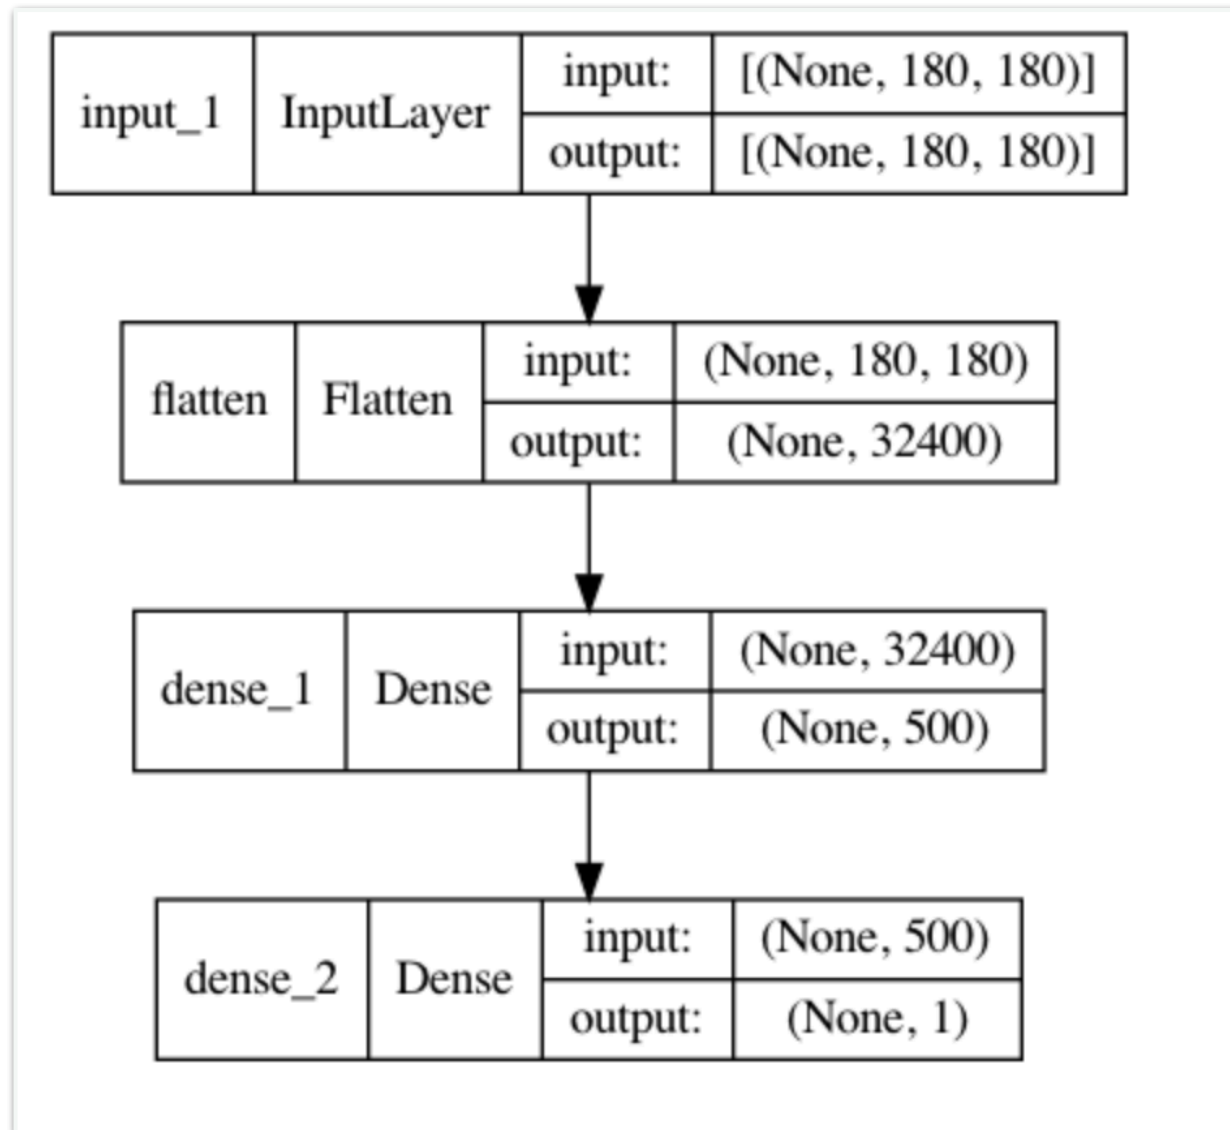 input_1 InputLayer input: [(None, 180, 180)]
output: [(None, 180, 180)]
flatten Flatten input: (None, 180, 180)
output: (None, 32400)
dense_1 Dense input: (None, 32400)
output: (None, 500)
dense_2 Dense input: (None, 500)
output: (None, 1)